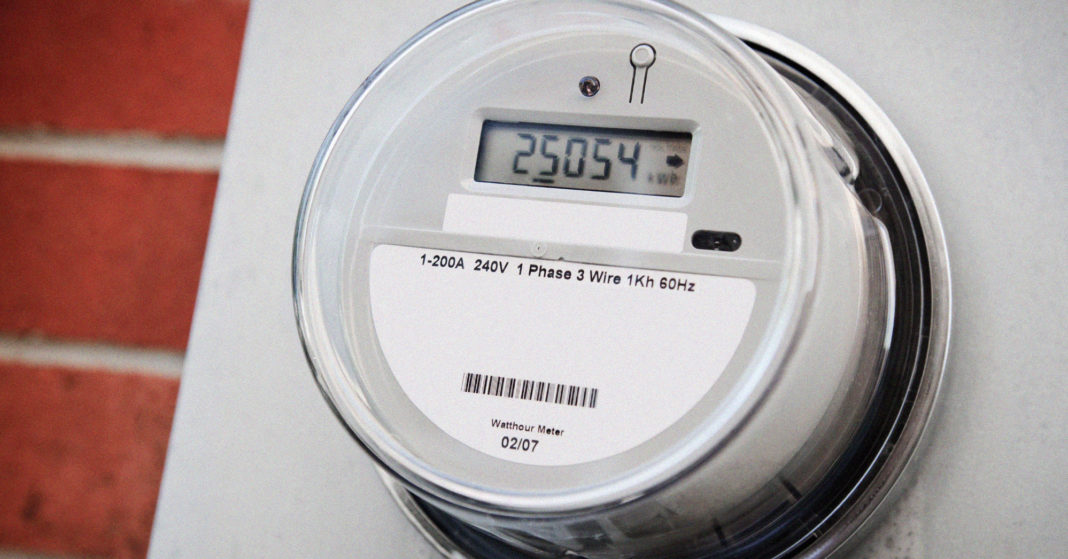 25054
kWh
1-200A 240V 1 Phase 3 Wire 1Kh 60Hz
Watthour Meter
02/07